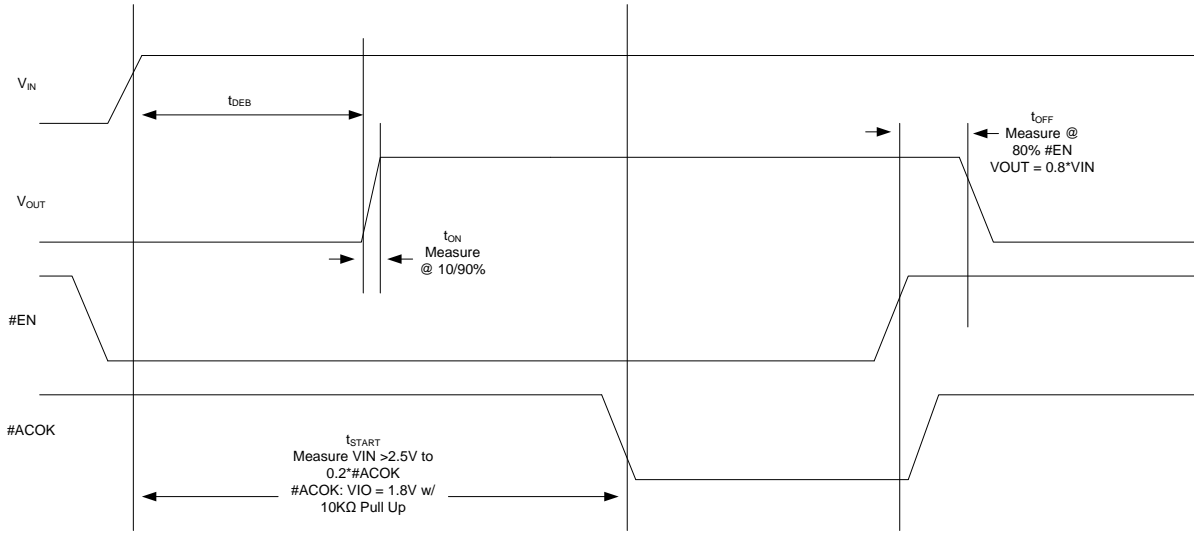 VIN
tDEB
tOFF
Measure @
80% #EN
VOUT = 0.8*VIN
VOUT
tON
Measure
@ 10/90%
#EN
#ACOK
tSTART
Measure VIN >2.5V to
0.2*#ACOK
#ACOK: VIO = 1.8V w/
10KΩ Pull Up